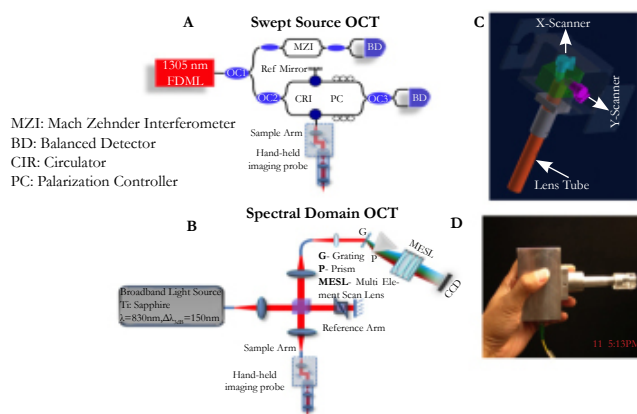 A
Swept Source OCT
1305 nm
FDML
OC1
MZI
BD
Ref Mirror
OC2
CRI
PC
OC3
BD
Sample Arm
Hand-held
imaging probe
MZI: Mach Zehnder Interferometer
BD: Balanced Detector
CIR: Circulator
PC: Palarization Controller
B
Spectral Domain OCT
G
P
MESL
CCD
G- Grating
P- Prism
MESL- Multi Ele-
ment Scan Lens
Broadband Light Source
Ti: Sapphire
λ=830nm,Δλ =150nm
Reference Arm
Sample Arm
Hand-held
imaging probe
C
X-Scanner
Y-Scanner
Lens Tube
D
11 5:13PM